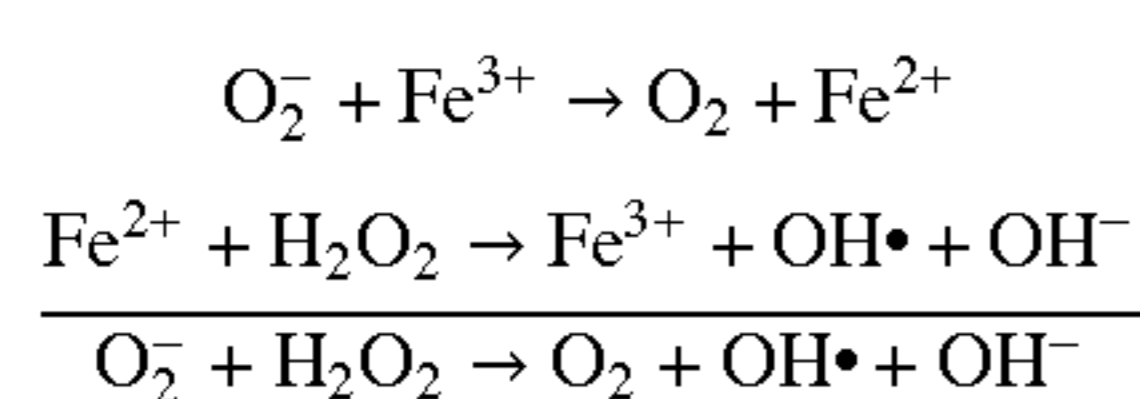 O₂⁻ + Fe³⁺ → O₂ + Fe²⁺
Fe²⁺ + H₂O₂ → Fe³⁺ + OH• + OH⁻
O₂⁻ + H₂O₂ → O₂ + OH• + OH⁻